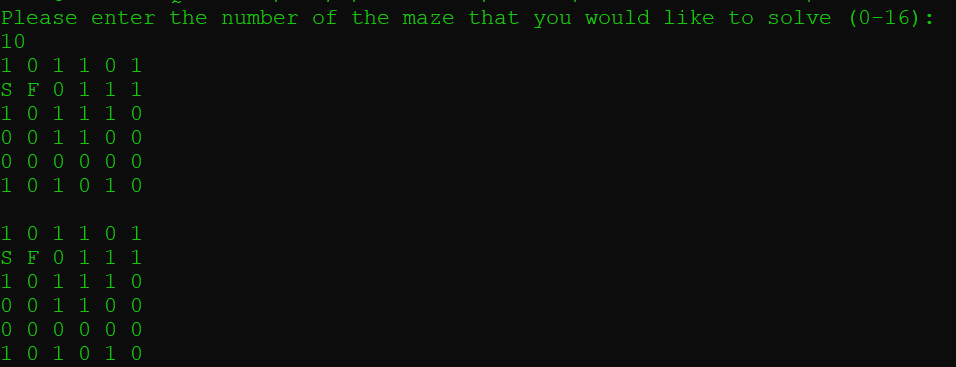 Please enter the number of the maze that you would like to solve (0-16):
10
1 0 1 1 0 1
S F 0 1 1 1
1 0 1 1 1 0
0 0 1 1 0 0
0 0 0 0 0 0
1 0 1 0 1 0
1 0 1 1 0 1
S F 0 1 1 1
1 0 1 1 1 0
0 0 1 1 0 0
0 0 0 0 0 0
1 0 1 0 1 0